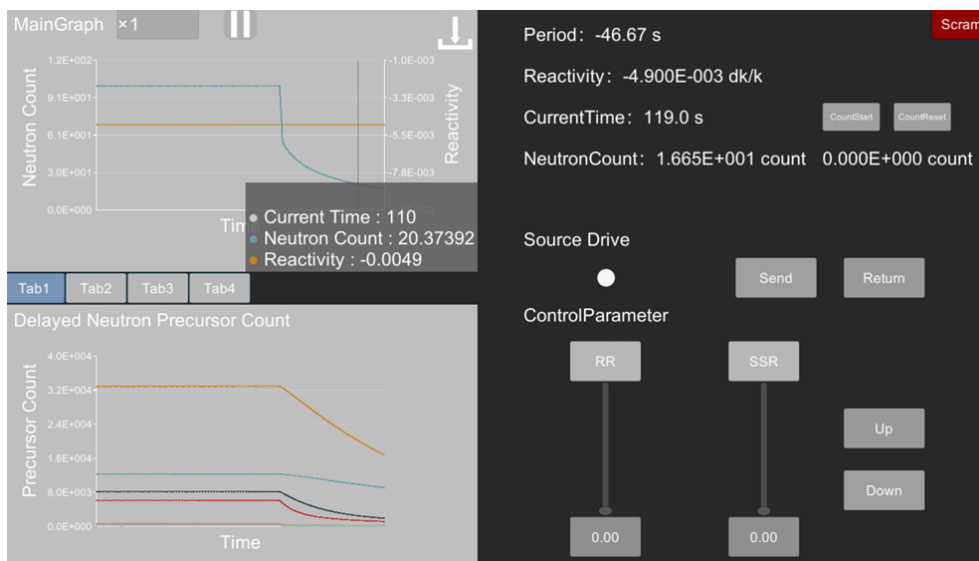 MainGraph ×1
1.2E+002
9.1E+001
6.1E+001
3.0E+001
0.0E+000
Neutron Count
-1.0E-003
-3.3E-003
-5.6E-003
-7.8E-003
Reactivity
Current Time : 110
Neutron Count : 20.37392
Reactivity : -0.0049
Tab1 Tab2 Tab3 Tab4
Delayed Neutron Precursor Count
4.0E+004
3.2E+004
2.4E+004
1.6E+004
8.0E+003
0.0E+000
Precursor Count
Time
Scram
Period: -46.67 s
Reactivity: -4.900E-003 dk/k
CurrentTime: 119.0 s CountStart CountReset
NeutronCount: 1.665E+001 count 0.000E+000 count
Source Drive
Send Return
ControlParameter
RR SSR
Up
Down
0.00 0.00